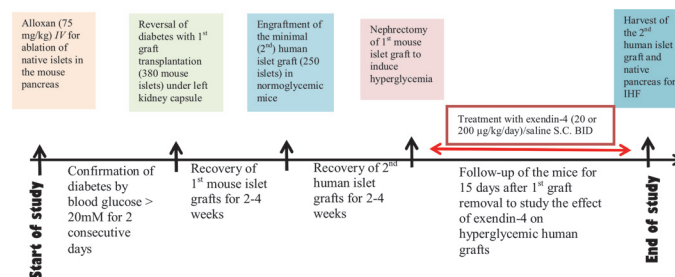 Alloxan (75
mg/kg) IV for
ablation of
native islets in
the mouse
pancreas
Reversal of
diabetes with 1st
graft
transplantation
(380 mouse
islets) under left
kidney capsule
Engraftment of
the minimal
(2nd) human
islet graft (250
islets) in
normoglycemic
mice
Nephrectomy of
1st mouse
islet graft to
induce
hyperglycemia
Harvest of
the 2nd
human islet
graft and
native
pancreas for
IHF
Treatment with exendin-4 (20 or
200 µg/kg/day)/saline S.C. BID
Start of study
Confirmation of
diabetes by
blood glucose >
20mM for 2
consecutive
days
Recovery of
1st mouse islet
grafts for 2-4
weeks
Recovery of 2nd
human islet grafts
for 2-4 weeks
Follow-up of the mice for
15 days after 1st graft
removal to study the effect
of exendin-4 on
hyperglycemic human
grafts
End of study